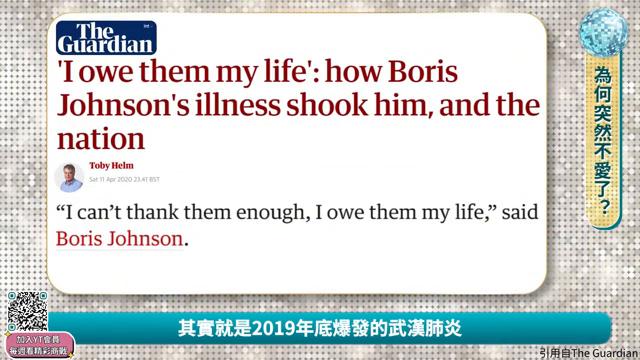 The
Guardian
'I owe them my life': how Boris
Johnson's illness shook him, and the
nation
Toby Helm
Sat 11 Apr 2020 23.41 BST
“I can’t thank them enough, I owe them my life,” said
Boris Johnson.
為何突然不愛了？
其實就是2019年底爆發的武漢肺炎
加入YT會員
每週看精彩商戰
引用自The Guardian